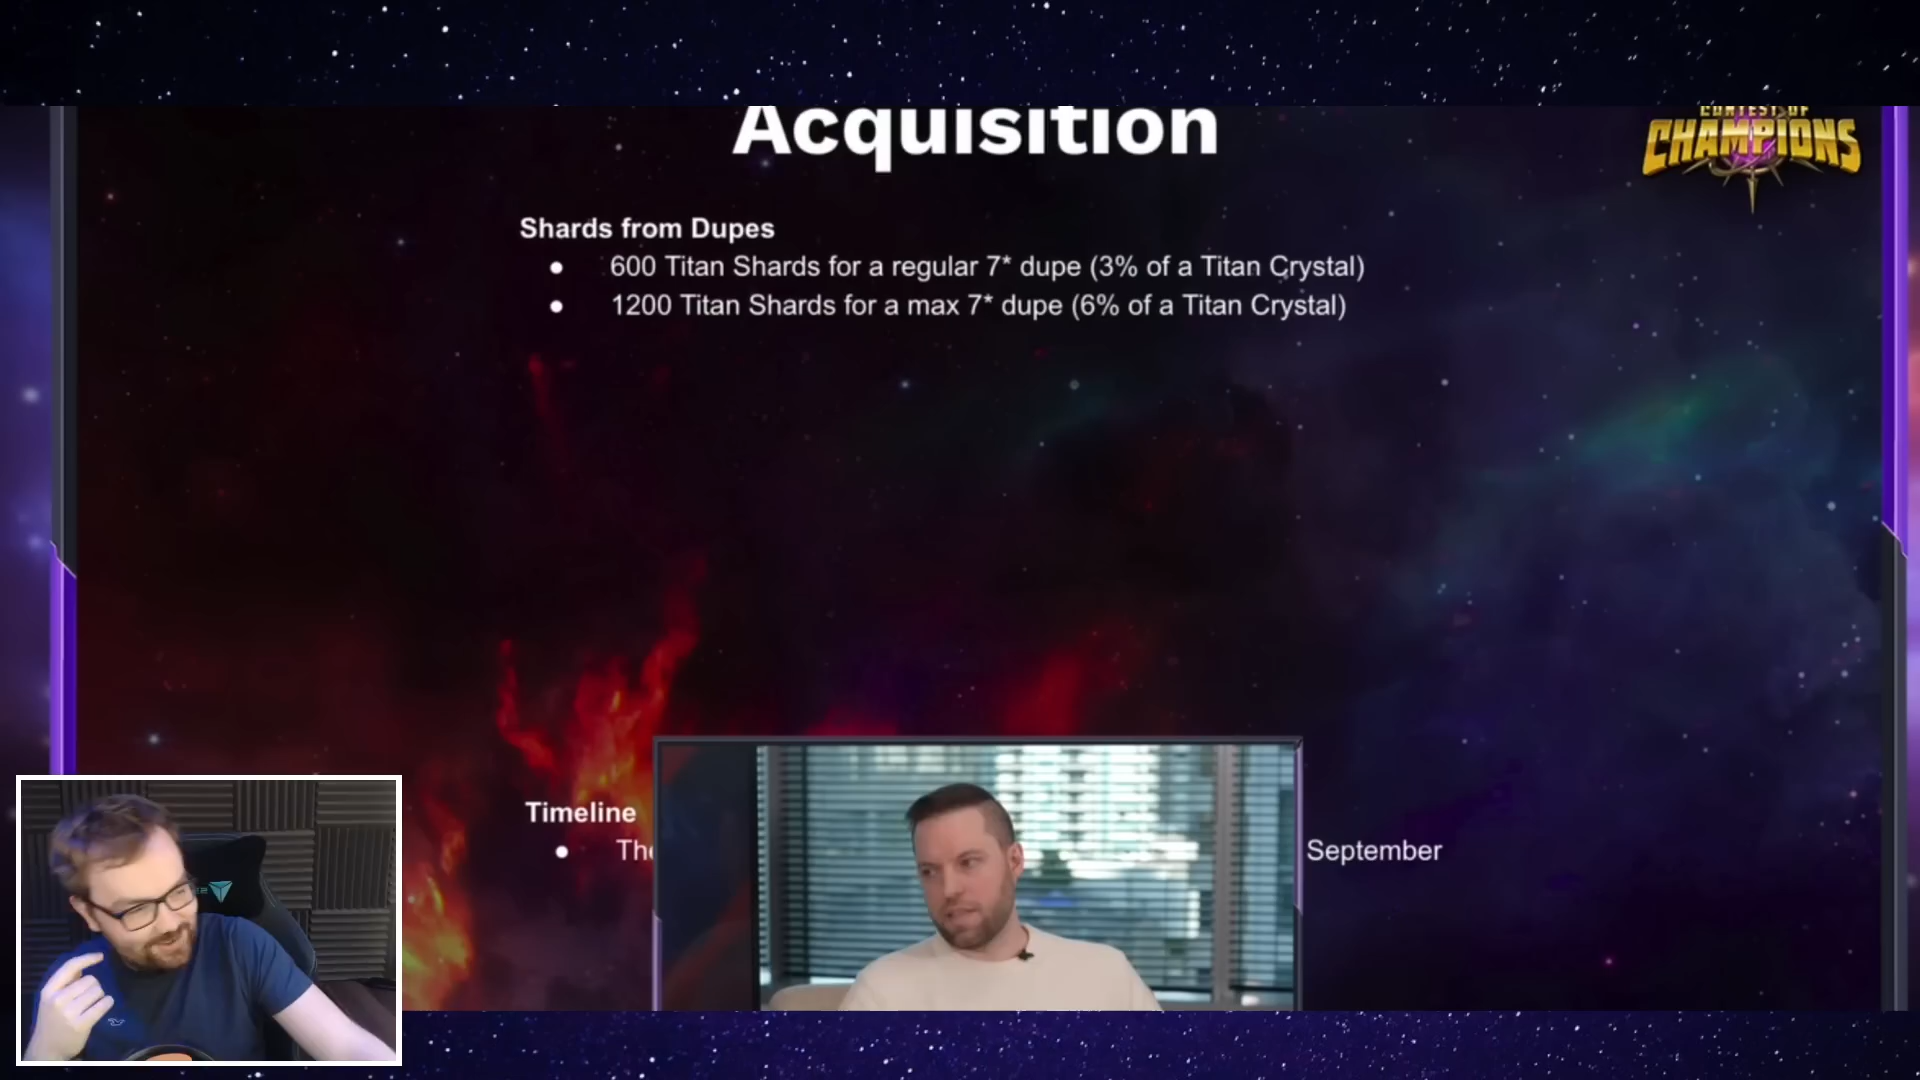 Acquisition
CONTEST OF
CHAMPIONS
Shards from Dupes
● 600 Titan Shards for a regular 7* dupe (3% of a Titan Crystal)
● 1200 Titan Shards for a max 7* dupe (6% of a Titan Crystal)
Timeline
● September